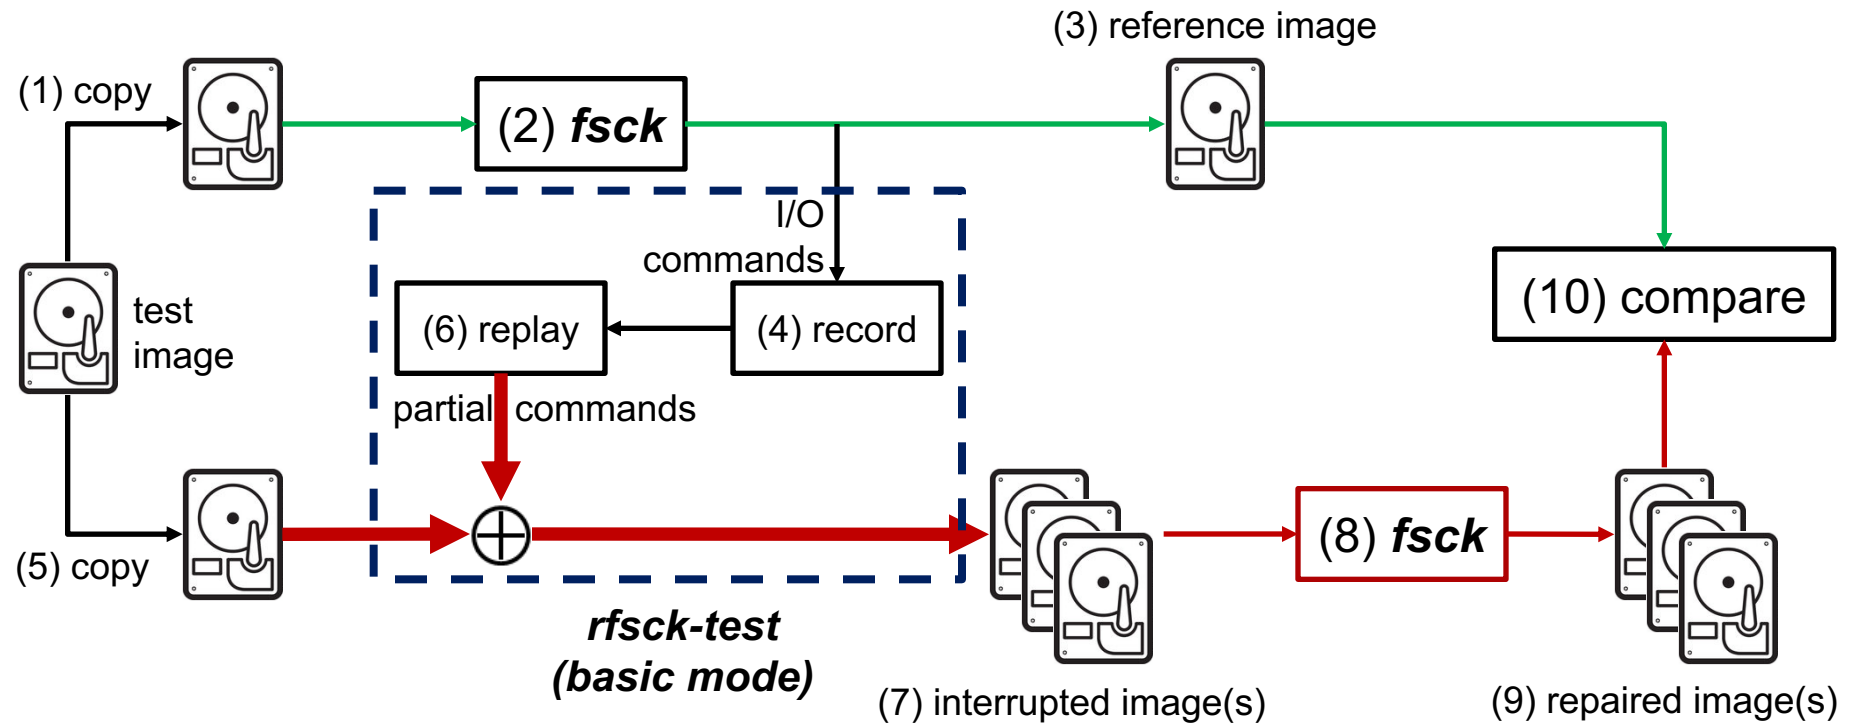 (3) reference image
(1) copy
(2) fsck
I/O
commands
test
image
(6) replay
(4) record
(10) compare
partial commands
(5) copy
(8) fsck
rfsck-test
(basic mode)
(7) interrupted image(s)
(9) repaired image(s)